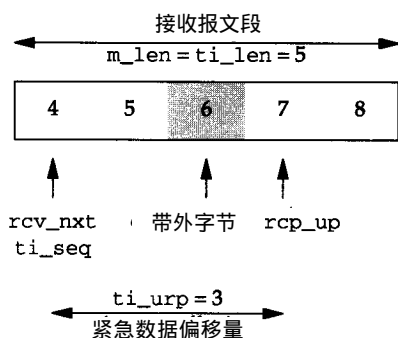 接收报文段
m_len=ti_len=5
4 5 6 7 8
rcv_nxt 带外字节 rcp_up
ti_seq
ti_urp=3
紧急数据偏移量